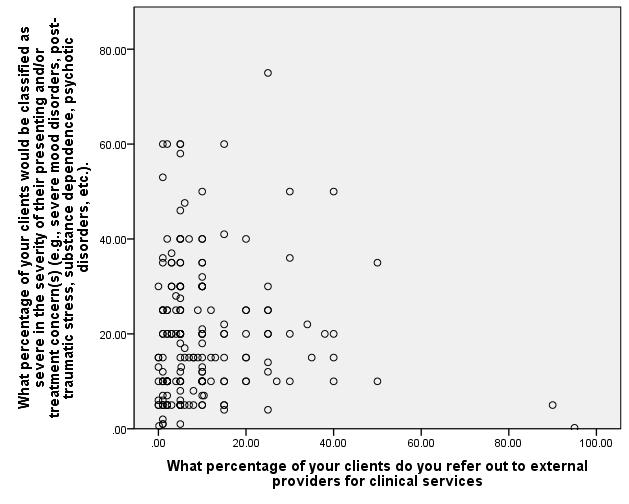 What percentage of your clients would be classified as
severe in the severity of their presenting and/or
treatment concern(s) (e.g., severe mood disorders, post-
traumatic stress, substance dependence, psychotic
disorders, etc.).
80.00
60.00
40.00
20.00
.00
.00 20.00 40.00 60.00 80.00 100.00
What percentage of your clients do you refer out to external
providers for clinical services